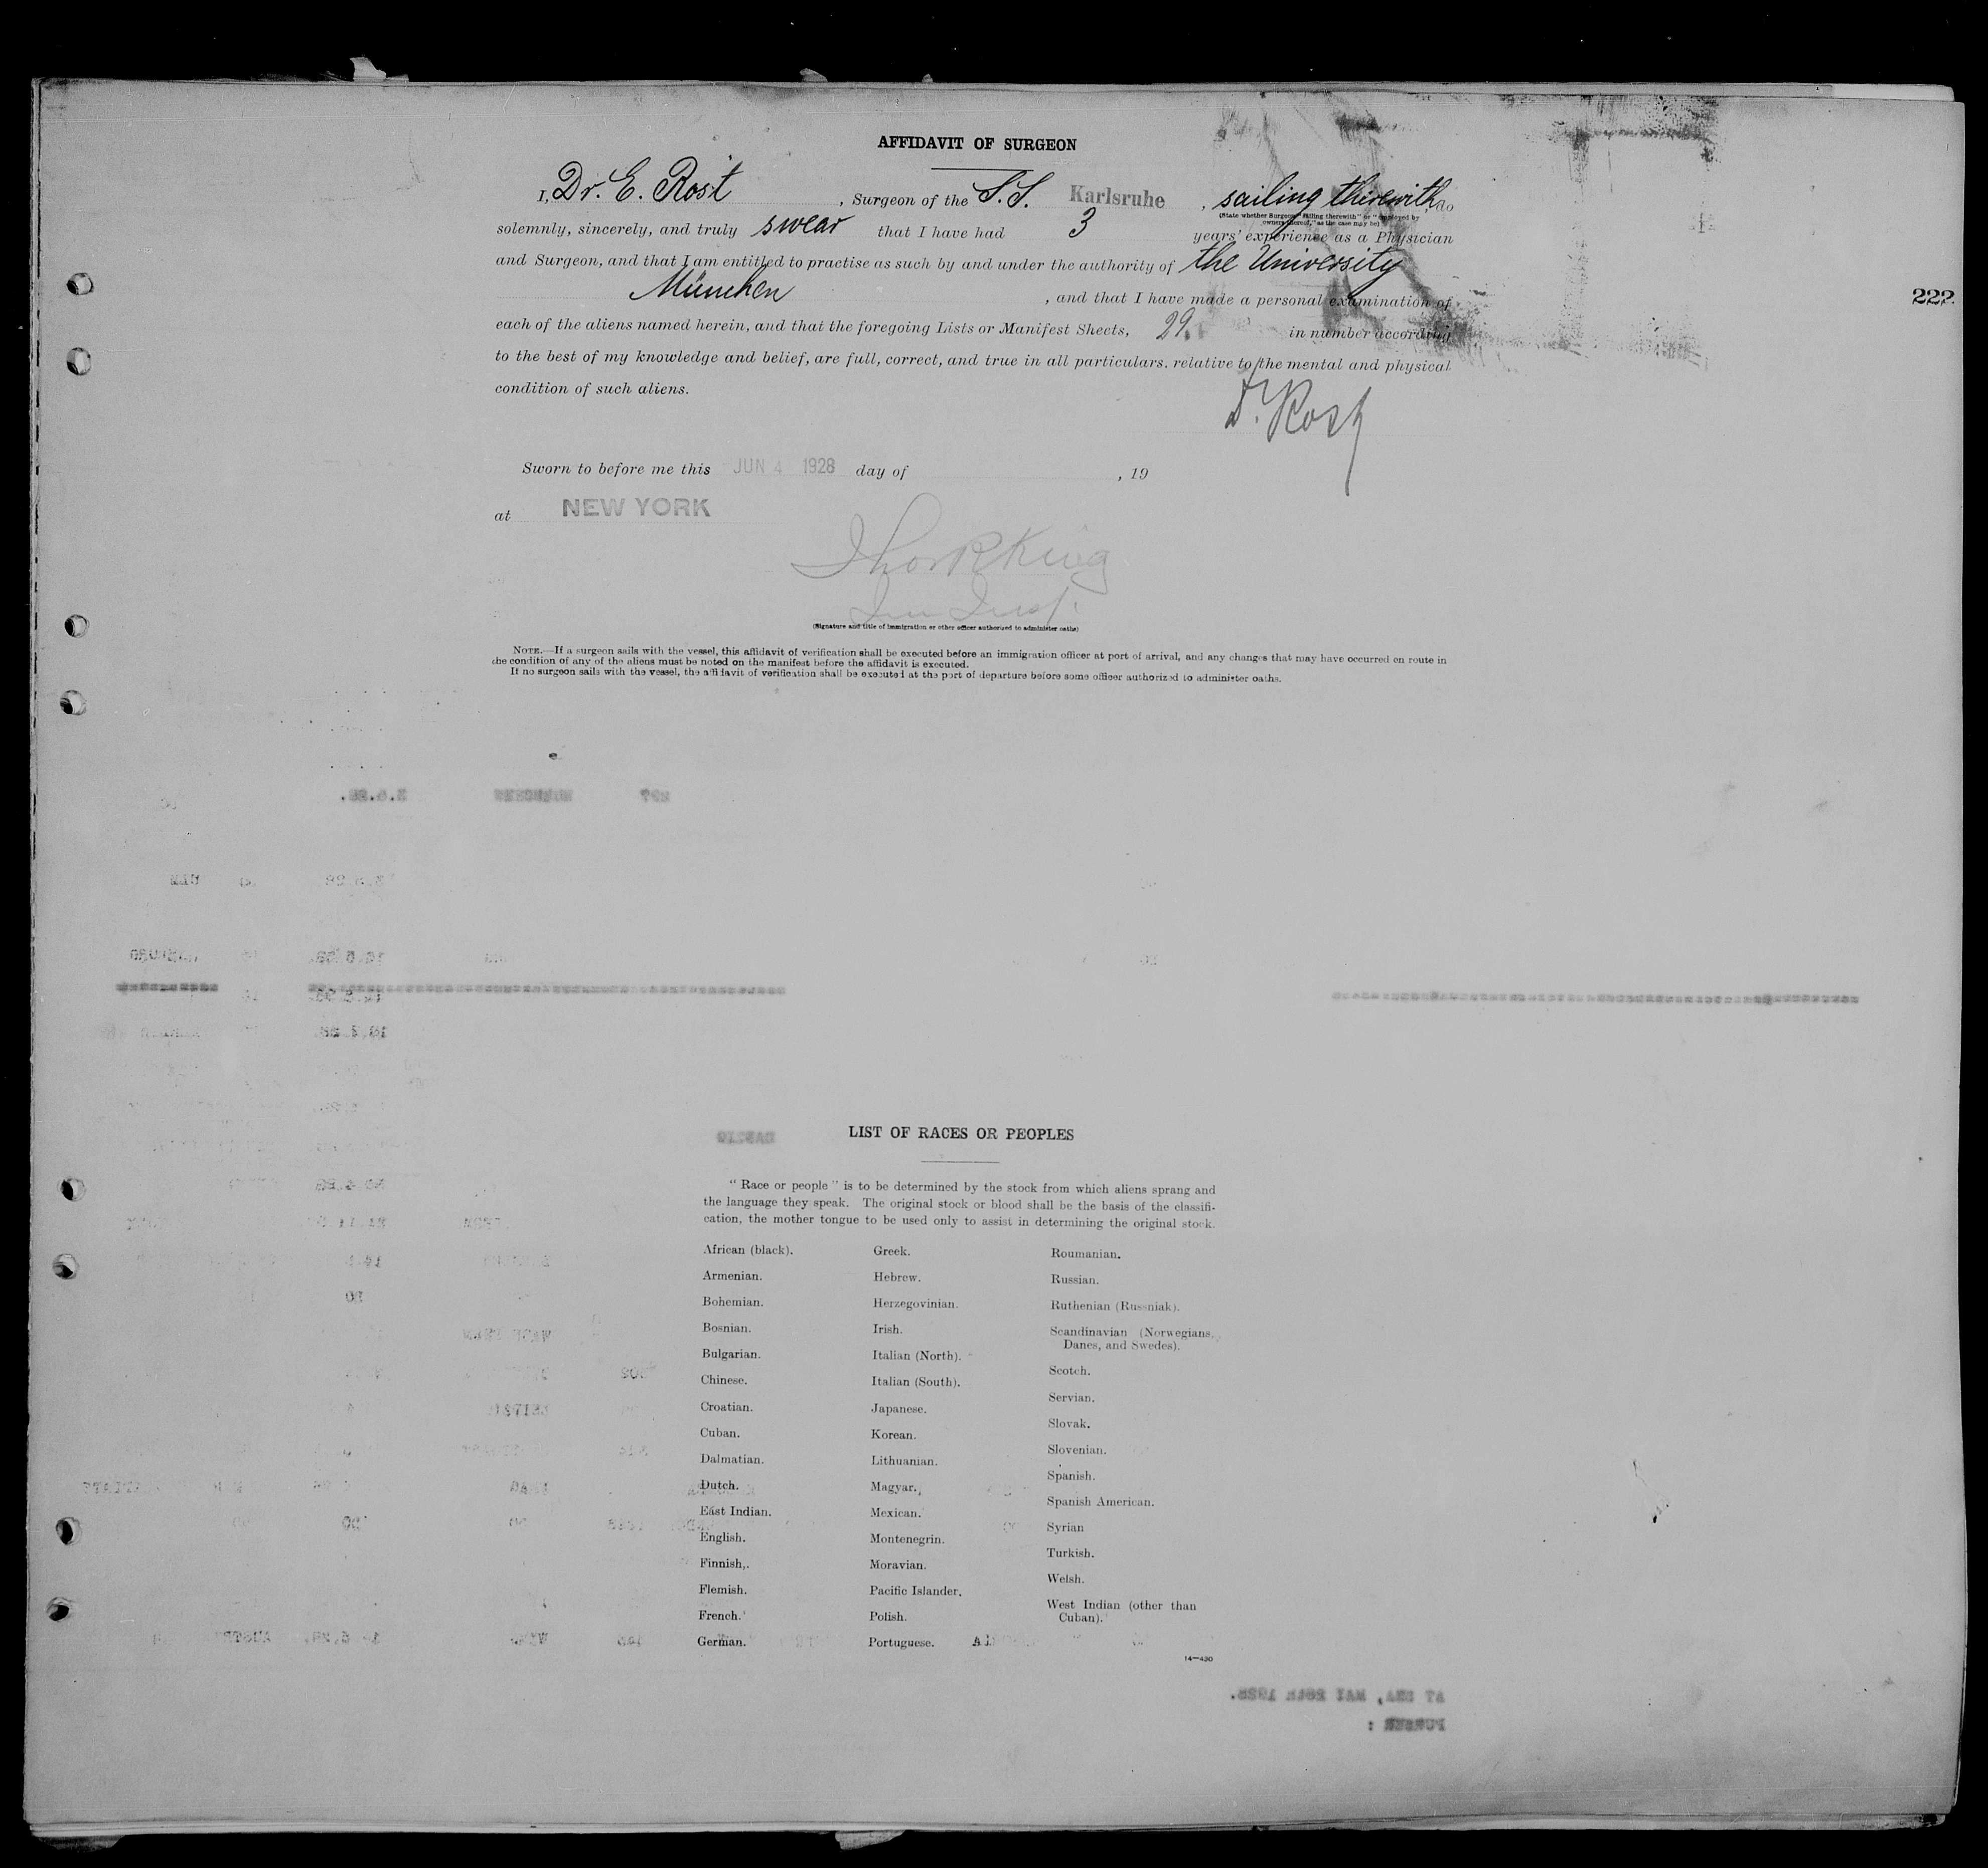 AFFIDAVIT OF SURGEON
I, Dr. E. Rost, Surgeon of the S.S. Karlsruhe, sailing therewith, do
(State whether Surgeon "sailing therewith" or "employed by
owners thereof," as the case may be)
solemnly, sincerely, and truly swear that I have had 3 years' experience as a Physician
and Surgeon, and that I am entitled to practise as such by and under the authority of the University
München, and that I have made a personal examination of
222
each of the aliens named herein, and that the foregoing Lists or Manifest Sheets, 29. in number according
to the best of my knowledge and belief, are full, correct, and true in all particulars, relative to the mental and physical
condition of such aliens.
Dr. Rost
Sworn to before me this JUN 4 1928 day of , 19
at NEW YORK
King
(Signature and title of immigration or other officer authorized to administer oaths)
NOTE.—If a surgeon sails with the vessel, this affidavit of verification shall be executed before an immigration officer at port of arrival, and any changes that may have occurred en route in
the condition of any of the aliens must be noted on the manifest before the affidavit is executed.
If no surgeon sails with the vessel, the affidavit of verification shall be executed at the port of departure before some officer authorized to administer oaths.
LIST OF RACES OR PEOPLES
"Race or people" is to be determined by the stock from which aliens sprang and
the language they speak. The original stock or blood shall be the basis of the classifi-
cation, the mother tongue to be used only to assist in determining the original stock.
African (black).
Armenian.
Bohemian.
Bosnian.
Bulgarian.
Chinese.
Croatian.
Cuban.
Dalmatian.
Dutch.
East Indian.
English.
Finnish.
Flemish.
French.
German.
Greek.
Hebrew.
Herzegovinian.
Irish.
Italian (North).
Italian (South).
Japanese.
Korean.
Lithuanian.
Magyar.
Mexican.
Montenegrin.
Moravian.
Pacific Islander.
Polish.
Portuguese.
Roumanian.
Russian.
Ruthenian (Russniak).
Scandinavian (Norwegians,
Danes, and Swedes).
Scotch.
Servian.
Slovak.
Slovenian.
Spanish.
Spanish American.
Syrian
Turkish.
Welsh.
West Indian (other than
Cuban).
14—430